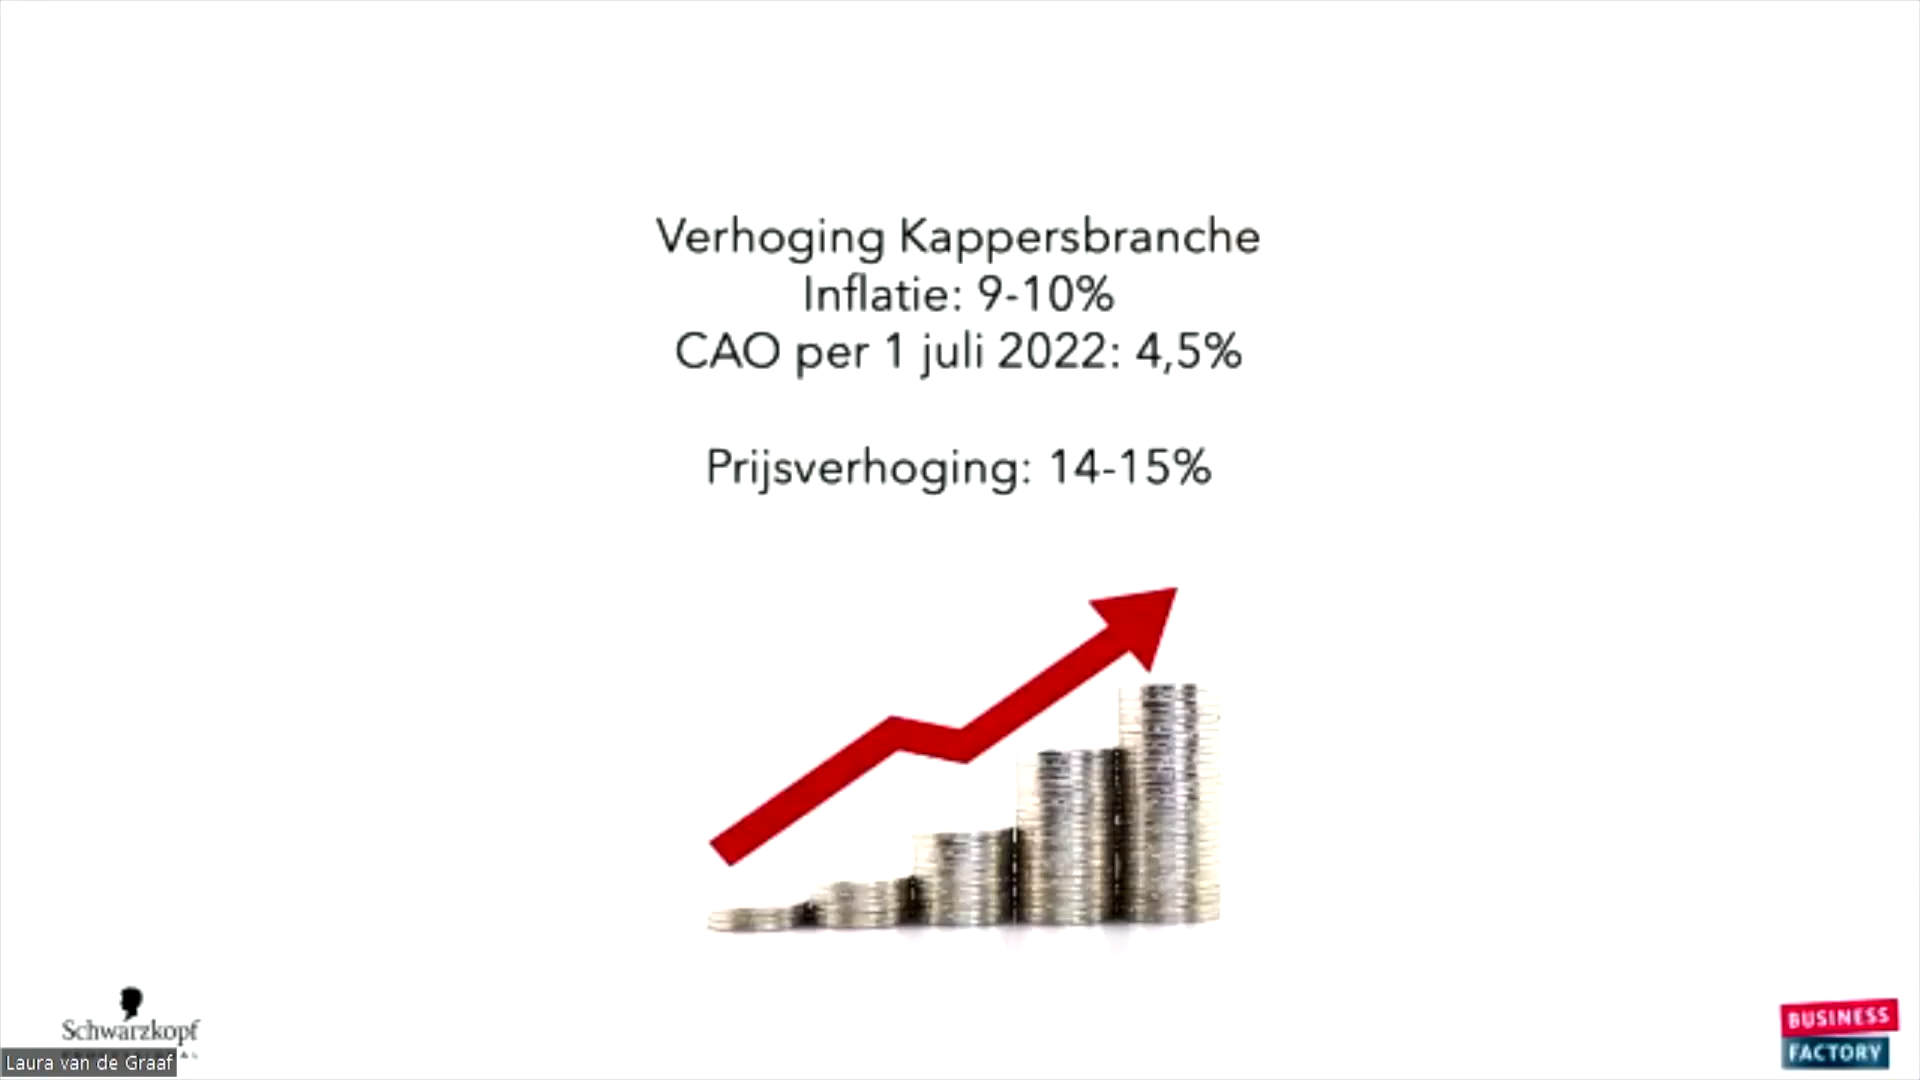 Verhoging Kappersbranche
Inflatie: 9-10%
CAO per 1 juli 2022: 4,5%
Prijsverhoging: 14-15%
Schwarzkopf
Laura van de Graaf
BUSINESS
FACTORY